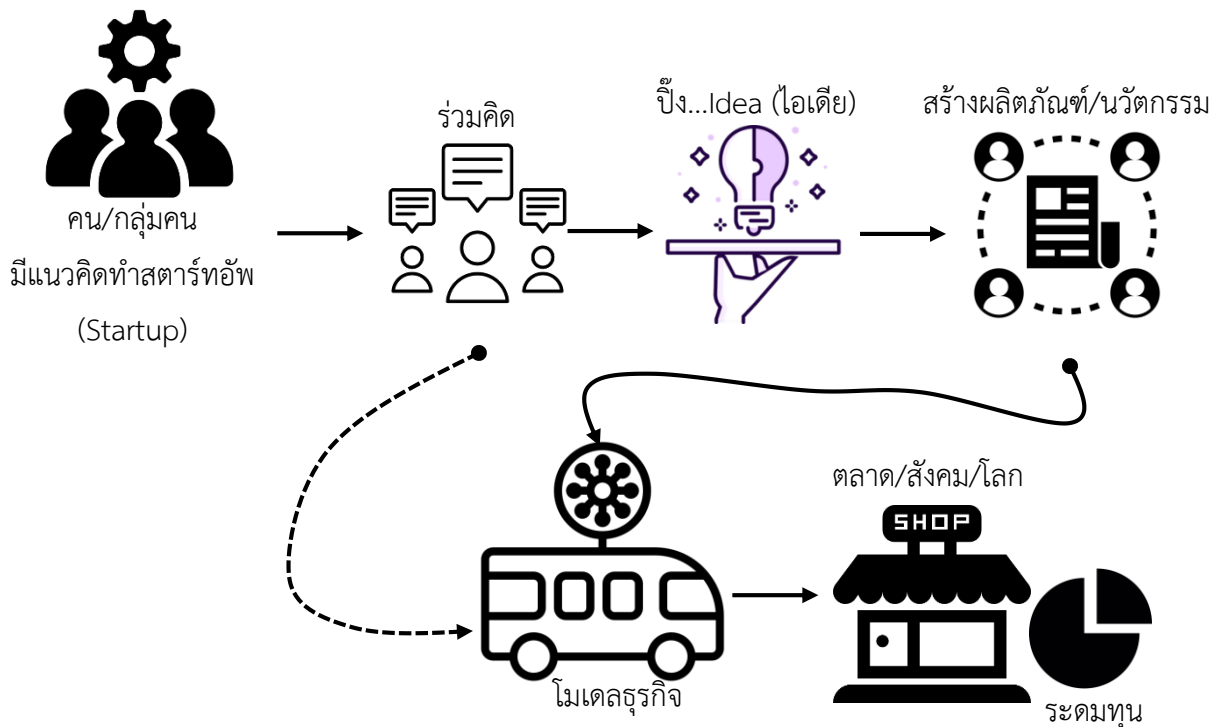 คน/กลุ่มคน
มีแนวคิดทำสตาร์ทอัพ
(Startup)
ร่วมคิด
ปิ๊ง...Idea (ไอเดีย)
สร้างผลิตภัณฑ์/นวัตกรรม
โมเดลธุรกิจ
ตลาด/สังคม/โลก
SHOP
ระดมทุน